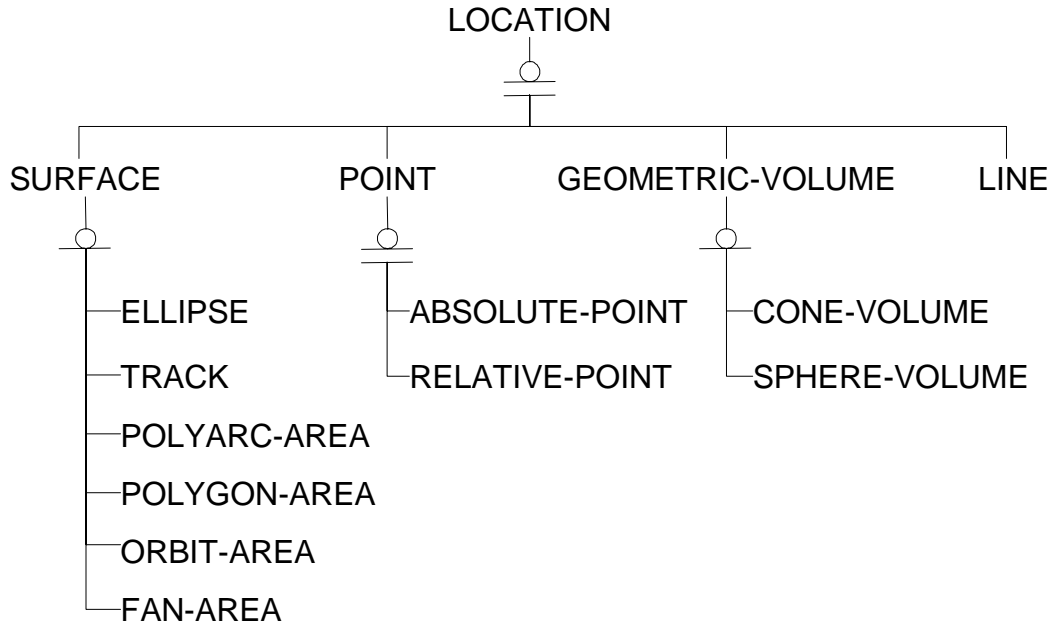 LOCATION
SURFACE
POINT
GEOMETRIC-VOLUME
LINE
ELLIPSE
TRACK
POLYARC-AREA
POLYGON-AREA
ORBIT-AREA
FAN-AREA
ABSOLUTE-POINT
RELATIVE-POINT
CONE-VOLUME
SPHERE-VOLUME